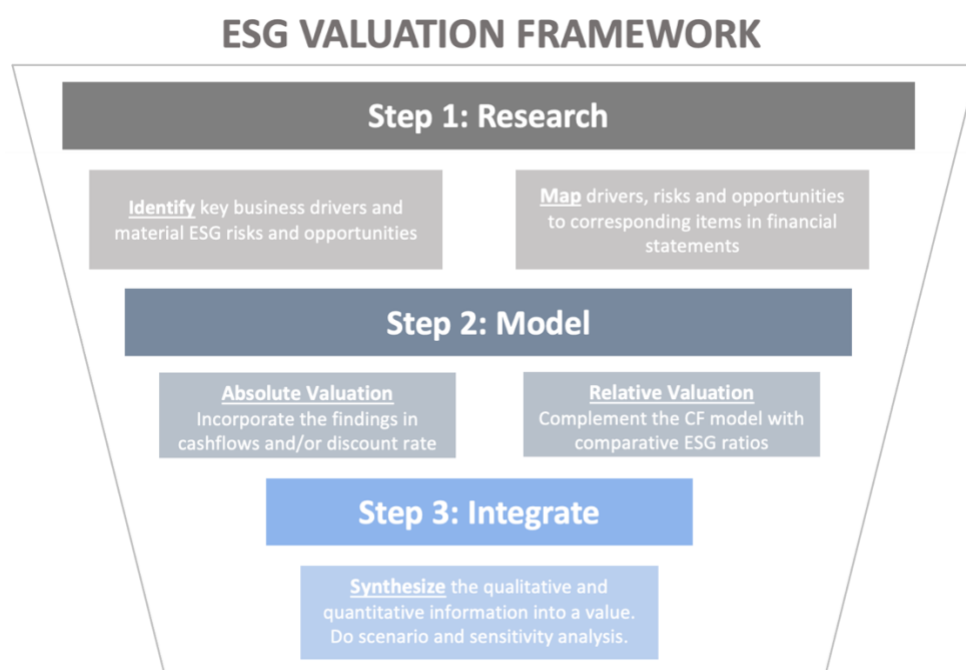 ESG VALUATION FRAMEWORK
Step 1: Research
Identify key business drivers and
material ESG risks and opportunities
Map drivers, risks and opportunities
to corresponding items in financial
statements
Step 2: Model
Absolute Valuation
Incorporate the findings in
cashflows and/or discount rate
Relative Valuation
Complement the CF model with
comparative ESG ratios
Step 3: Integrate
Synthesize the qualitative and
quantitative information into a value.
Do scenario and sensitivity analysis.